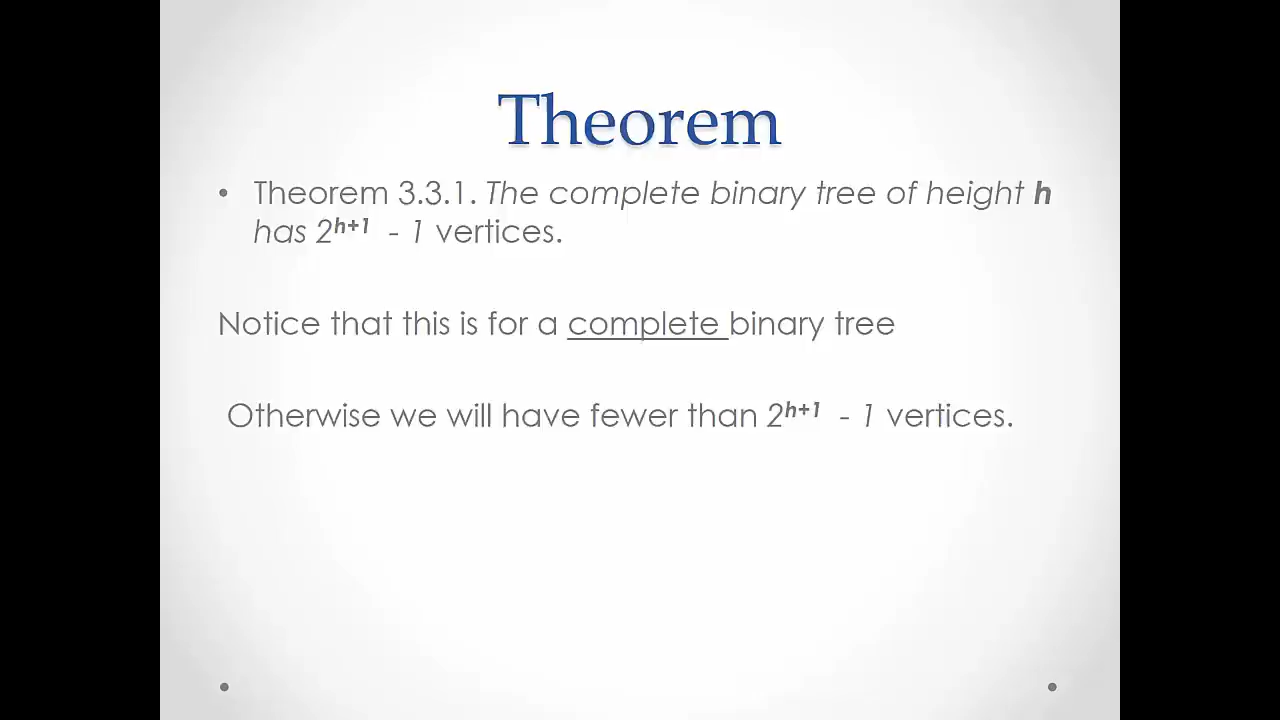 Theorem
• Theorem 3.3.1. The complete binary tree of height h
has 2ʰ⁺¹ - 1 vertices.
Notice that this is for a complete binary tree
Otherwise we will have fewer than 2ʰ⁺¹ - 1 vertices.